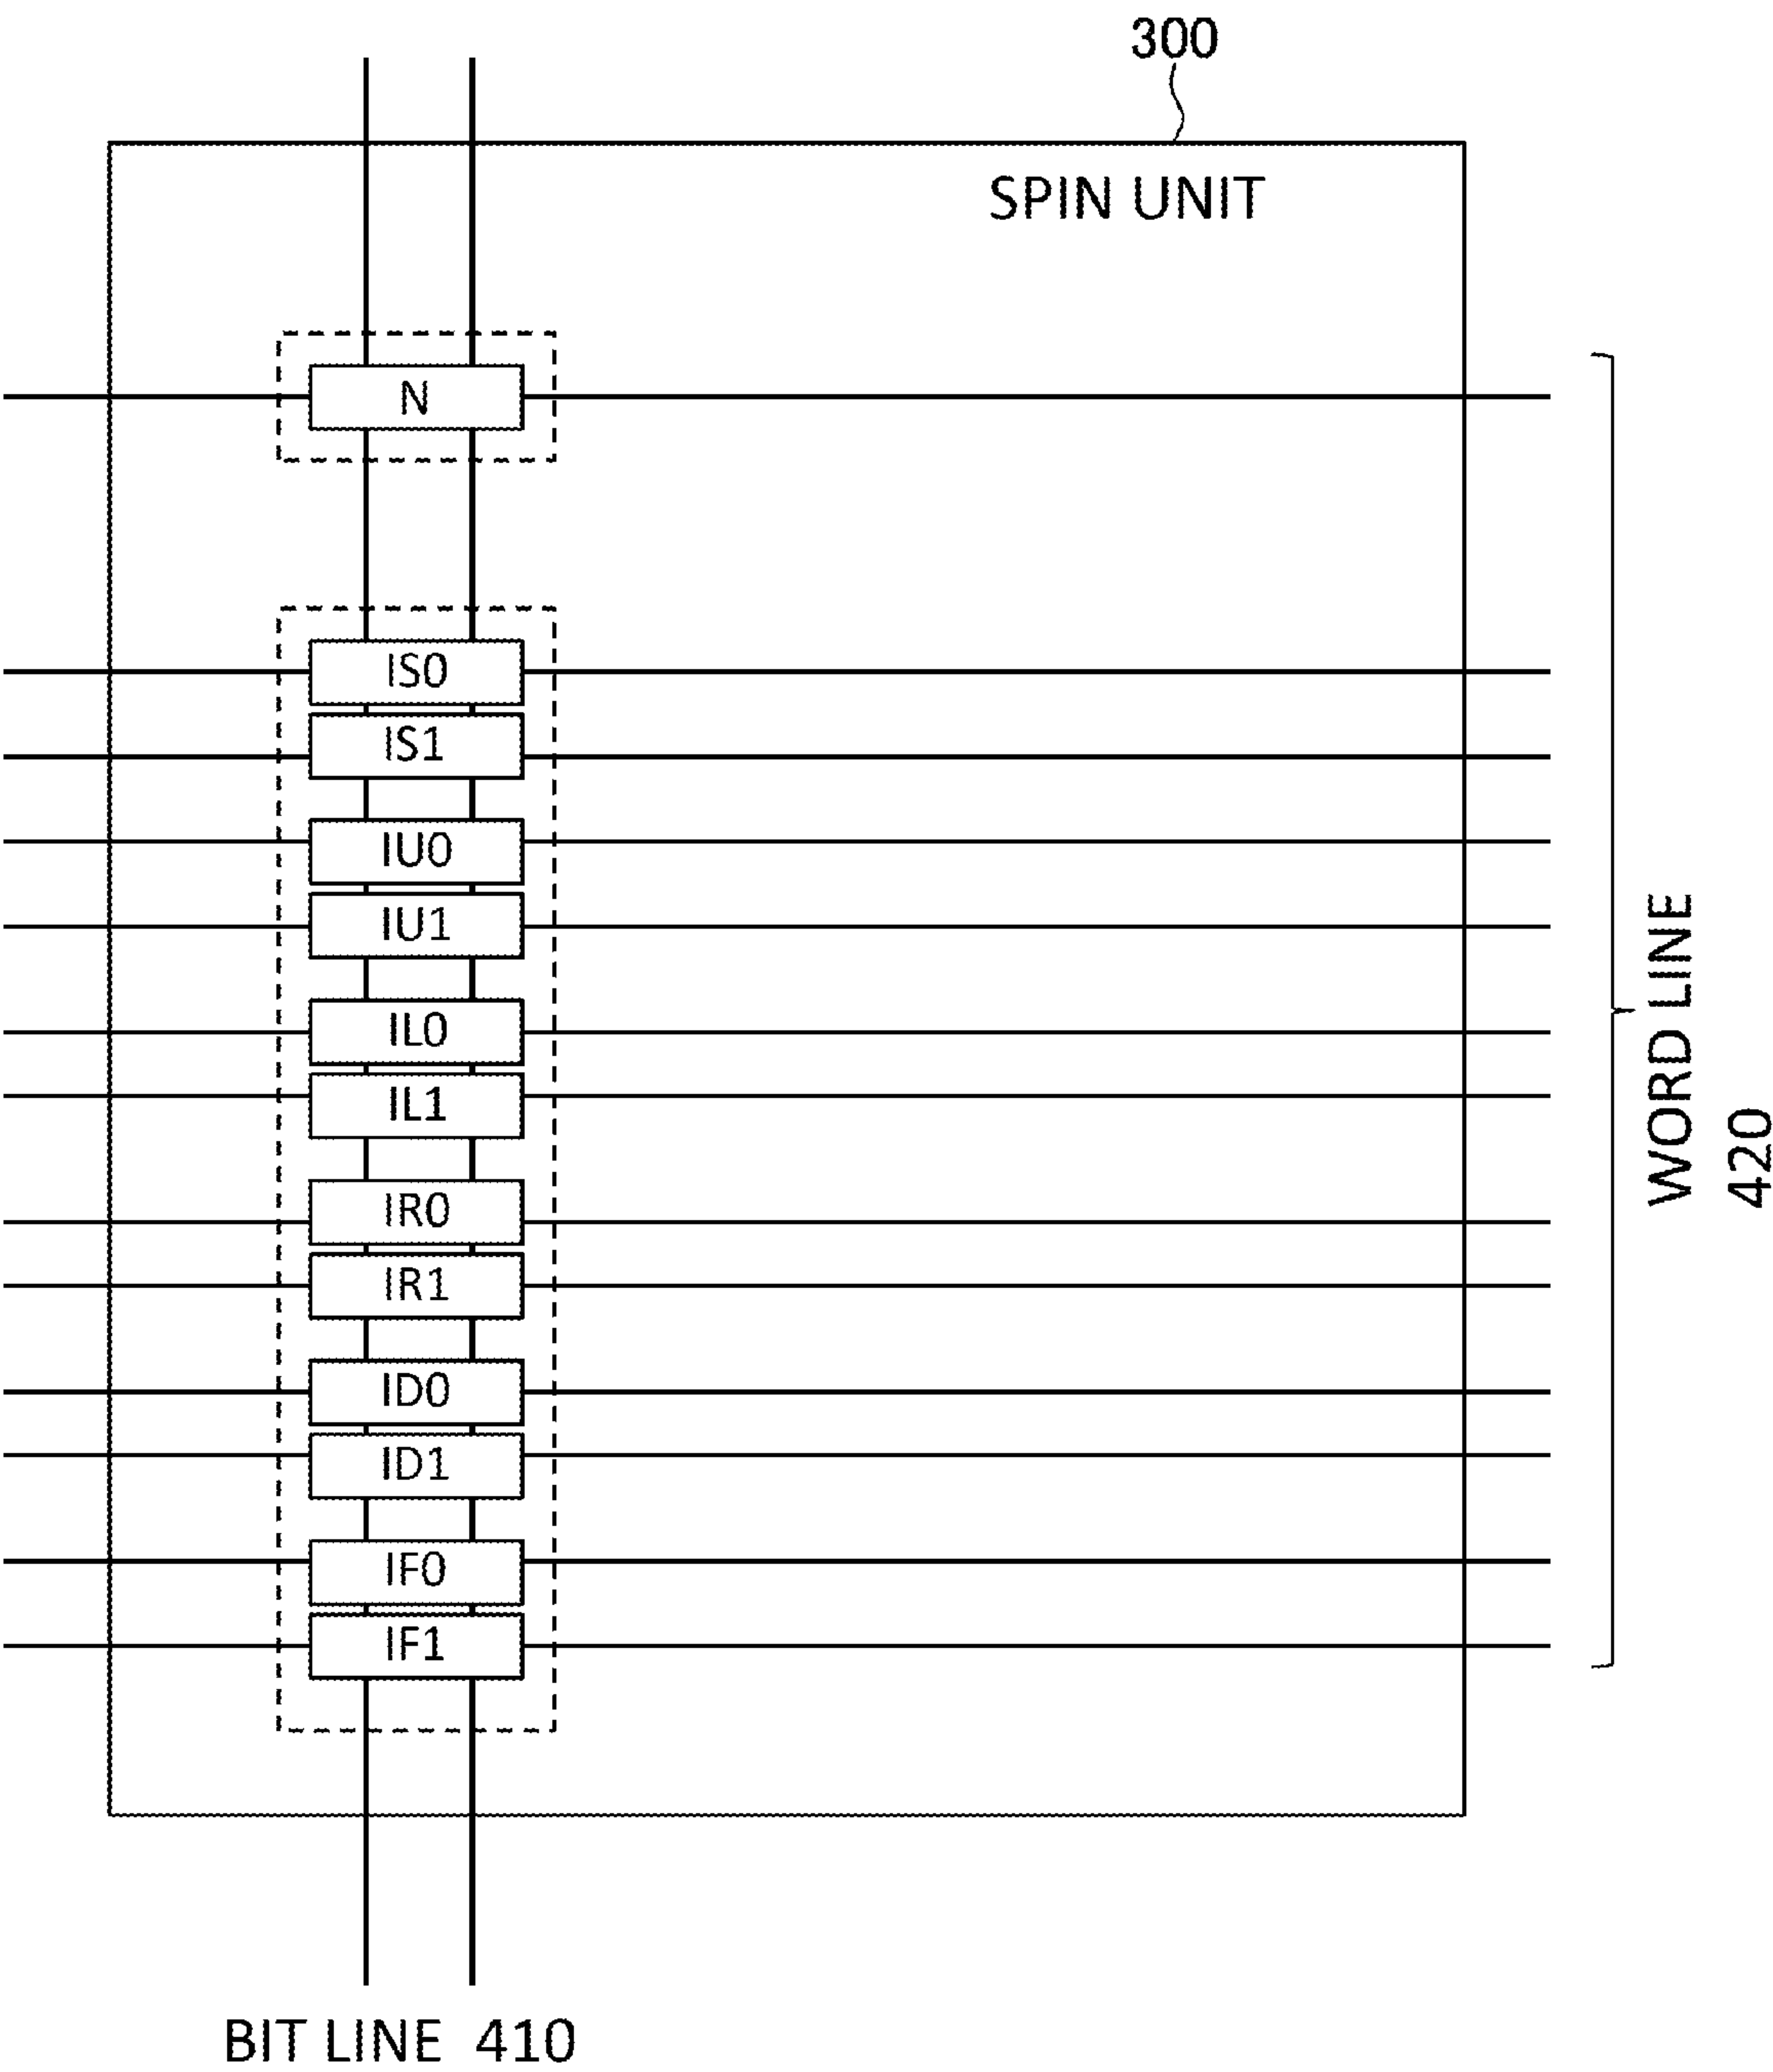 300
SPIN UNIT
N
IS0
IS1
IU0
IU1
IL0
IL1
IR0
IR1
ID0
ID1
IF0
IF1
WORD LINE
420
BIT LINE 410